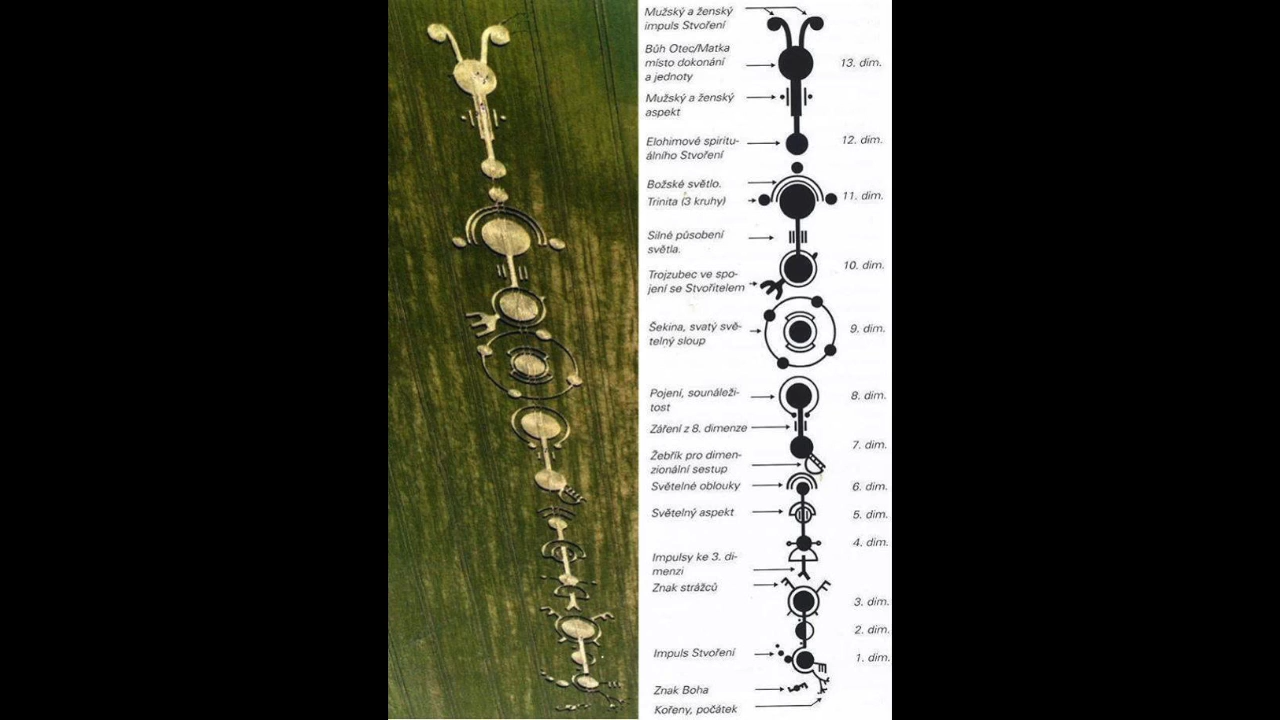 Mužský a ženský
impuls Stvoření
Bůh Otec/Matka
místo dokonání
a jednoty
13. dim.
Mužský a ženský
aspekt
Elohimové spiritu-
álního Stvoření
12. dim.
Božské světlo.
Trinita (3 kruhy)
11. dim.
Silné působení
světla.
10. dim.
Trojzubec ve spo-
jení se Stvořitelem
Šekina, svatý svě-
telný sloup
9. dim.
Pojení, sounáleži-
tost
8. dim.
Záření z 8. dimenze
7. dim.
Žebřík pro dimen-
zionální sestup
Světelné oblouky
6. dim.
Světelný aspekt
5. dim.
4. dim.
Impulsy ke 3. di-
menzi
Znak strážců
3. dim.
2. dim.
Impuls Stvoření
1. dim.
Znak Boha
Kořeny, počátek